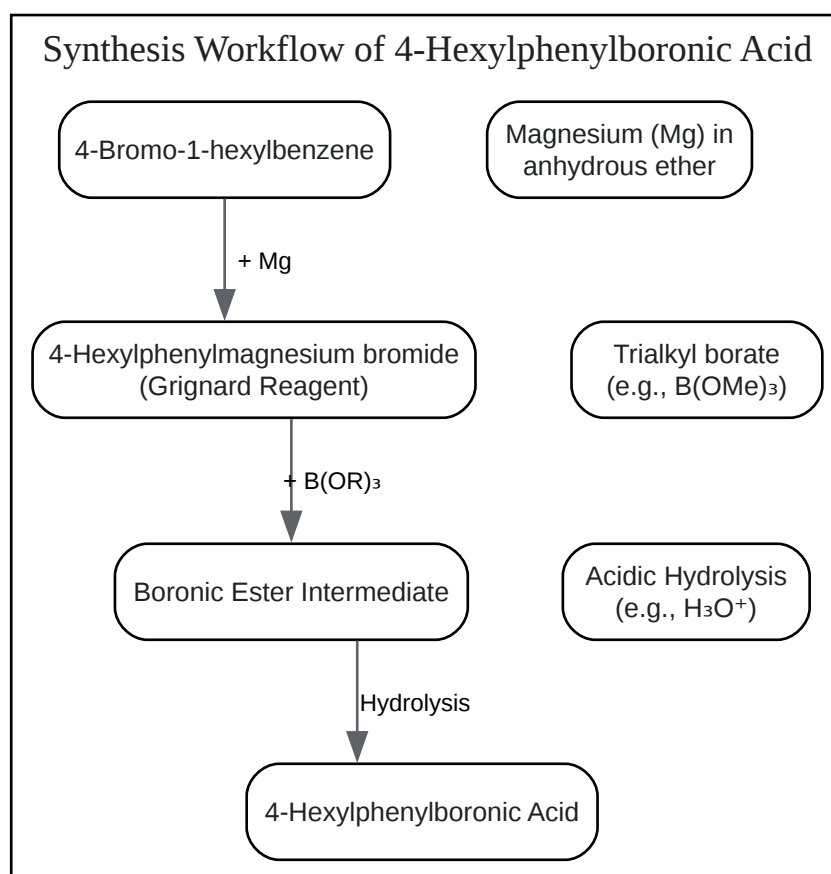 Synthesis Workflow of 4-Hexylphenylboronic Acid
4-Bromo-1-hexylbenzene
Magnesium (Mg) in
anhydrous ether
+ Mg
4-Hexylphenylmagnesium bromide
(Grignard Reagent)
Trialkyl borate
(e.g., B(OMe)₃)
+ B(OR)₃
Boronic Ester Intermediate
Acidic Hydrolysis
(e.g., H₃O⁺)
Hydrolysis
4-Hexylphenylboronic Acid